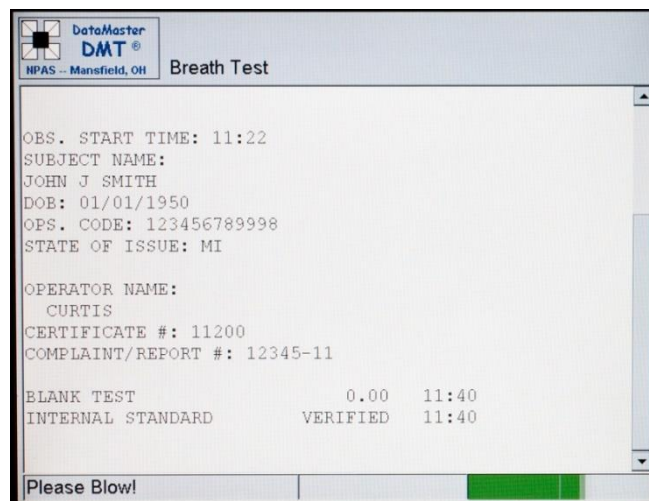 DataMaster
DMT ®
NPAS -- Mansfield, OH
Breath Test
OBS. START TIME: 11:22
SUBJECT NAME:
JOHN J SMITH
DOB: 01/01/1950
OPS. CODE: 123456789998
STATE OF ISSUE: MI
OPERATOR NAME:
CURTIS
CERTIFICATE #: 11200
COMPLAINT/REPORT #: 12345-11
BLANK TEST 0.00 11:40
INTERNAL STANDARD VERIFIED 11:40
Please Blow!